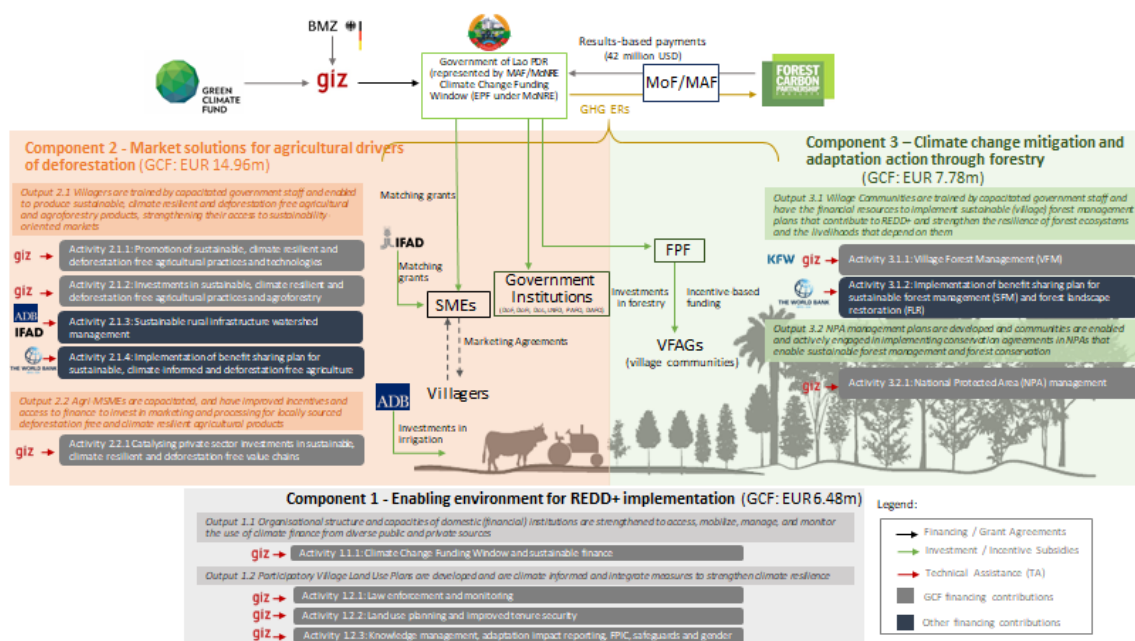 BMZ
giz
GREEN
CLIMATE
FUND
Government of Lao PDR
(represented by MAF/MoNRE
Climate Change Funding
Window (EPF under MoNRE)
Results-based payments
(42 million USD)
MoF/MAF
GHG ERs
FOREST
CARBON
PARTNERSHIP
Component 2 - Market solutions for agricultural drivers
of deforestation (GCF: EUR 14.96m)
Output 2.1 Villagers are trained by capacitated government staff and enabled
to produce sustainable, climate resilient and deforestation free agricultural
and agroforestry products, strengthening their access to sustainability-
oriented markets
giz
Activity 2.1.1: Promotion of sustainable, climate resilient and
deforestation free agricultural practices and technologies
giz
Activity 2.1.2: Investments in sustainable, climate resilient and
deforestation free agricultural practices and agroforestry
ADB
IFAD
Activity 2.1.3: Sustainable rural infrastructure watershed
management
THE WORLD BANK
Activity 2.1.4: Implementation of benefit sharing plan for
sustainable, climate informed and deforestation free agriculture
Output 2.2 Agri-MSMEs are capacitated, and have improved incentives and
access to finance to invest in marketing and processing for locally sourced
deforestation free and climate resilient agricultural products
giz
Activity 2.2.1 Catalysing private sector investments in sustainable,
climate resilient and deforestation free value chains
Matching
grants
IFAD
Matching
grants
SMEs
Government
Institutions
Marketing Agreements
Villagers
ADB
Investments
in irrigation
FPF
Investments
in forestry
Incentive-based
funding
VFAGs
(village communities)
Component 3 – Climate change mitigation and
adaptation action through forestry
(GCF: EUR 7.78m)
Output 3.1 Village Communities are trained by capacitated government staff and
have the financial resources to implement sustainable (village) forest management
plans that contribute to REDD+ and strengthen the resilience of forest ecosystems
and the livelihoods that depend on them
KFW giz
Activity 3.1.1: Village Forest Management (VFM)
THE WORLD BANK
Activity 3.1.2: Implementation of benefit sharing plan for
sustainable forest management (SFM) and forest landscape
restoration (FLR)
Output 3.2 NPA management plans are developed and communities are enabled
and actively engaged in implementing conservation agreements in NPAs that
enable sustainable forest management and forest conservation
giz
Activity 3.2.1: National Protected Area (NPA) management
Component 1 - Enabling environment for REDD+ implementation (GCF: EUR 6.48m)
Output 1.1 Organisational structure and capacities of domestic (financial) institutions are strengthened to access, mobilize, manage, and monitor
the use of climate finance from diverse public and private sources
giz
Activity 1.1.1: Climate Change Funding Window and sustainable finance
Output 1.2 Participatory Village Land Use Plans are developed and are climate informed and integrate measures to strengthen climate resilience
giz
Activity 1.2.1: Law enforcement and monitoring
giz
Activity 1.2.2: Land use planning and improved tenure security
giz
Activity 1.2.3: Knowledge management, adaptation impact reporting, FPIC, safeguards and gender
Legend:
Financing / Grant Agreements
Investment / Incentive Subsidies
Technical Assistance (TA)
GCF financing contributions
Other financing contributions